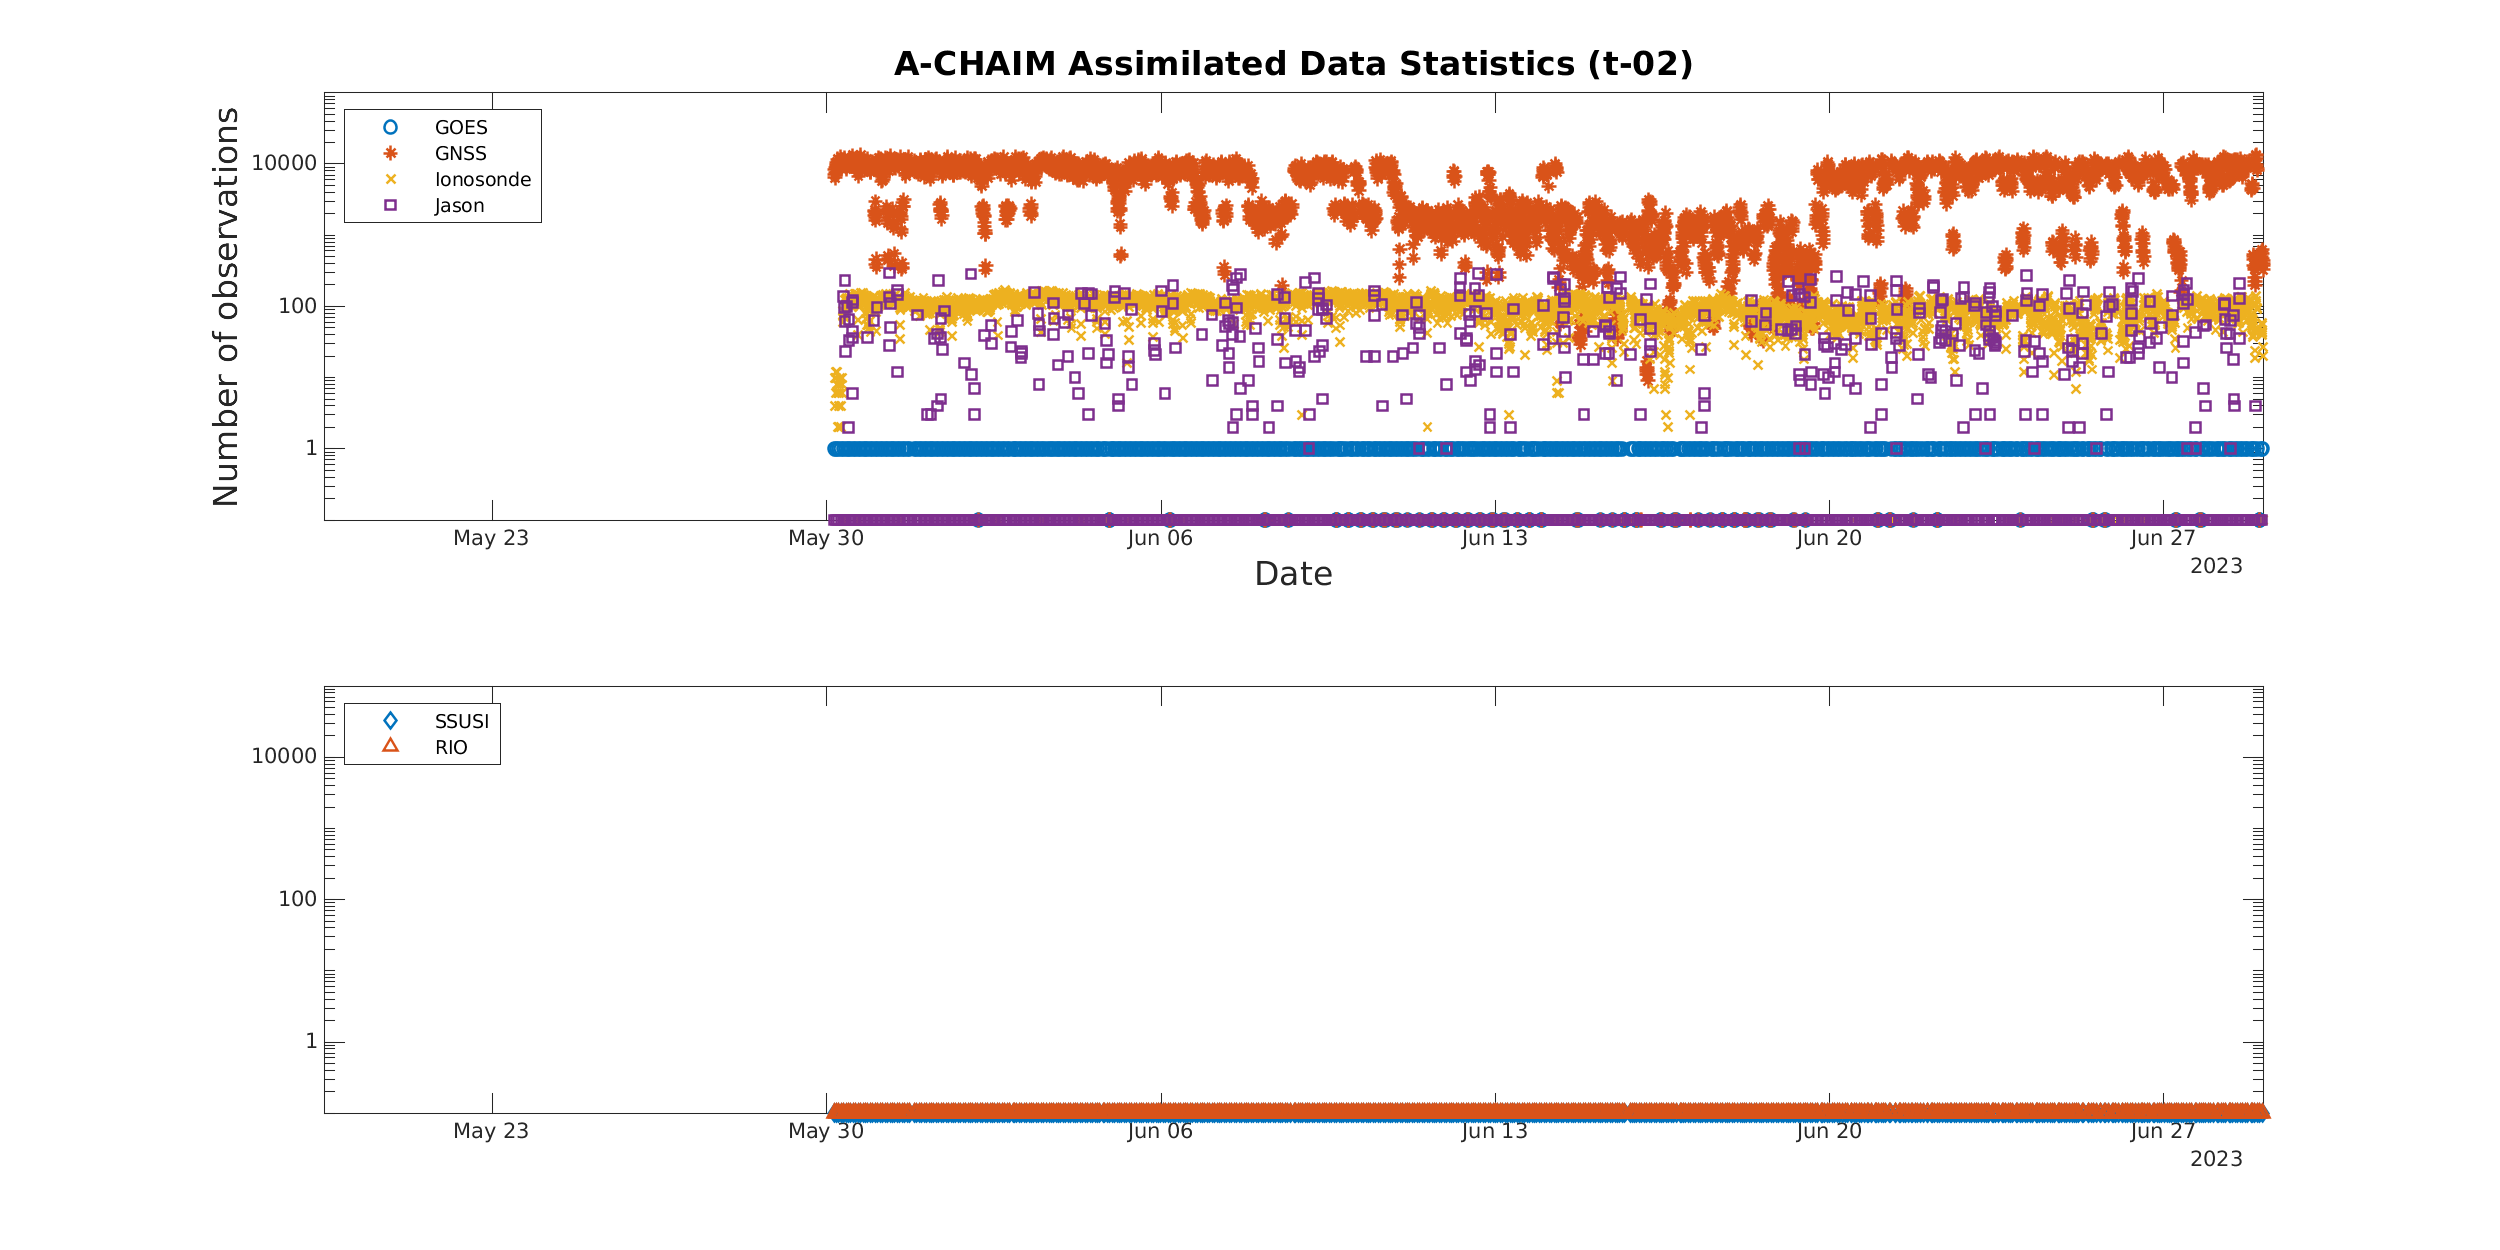 A-CHAIM Assimilated Data Statistics (t-02)
Number of observations
10000
100
1
GOES
GNSS
Ionosonde
Jason
May 23
May 30
Jun 06
Jun 13
Jun 20
Jun 27
Date
2023
10000
100
1
SSUSI
RIO
May 23
May 30
Jun 06
Jun 13
Jun 20
Jun 27
2023